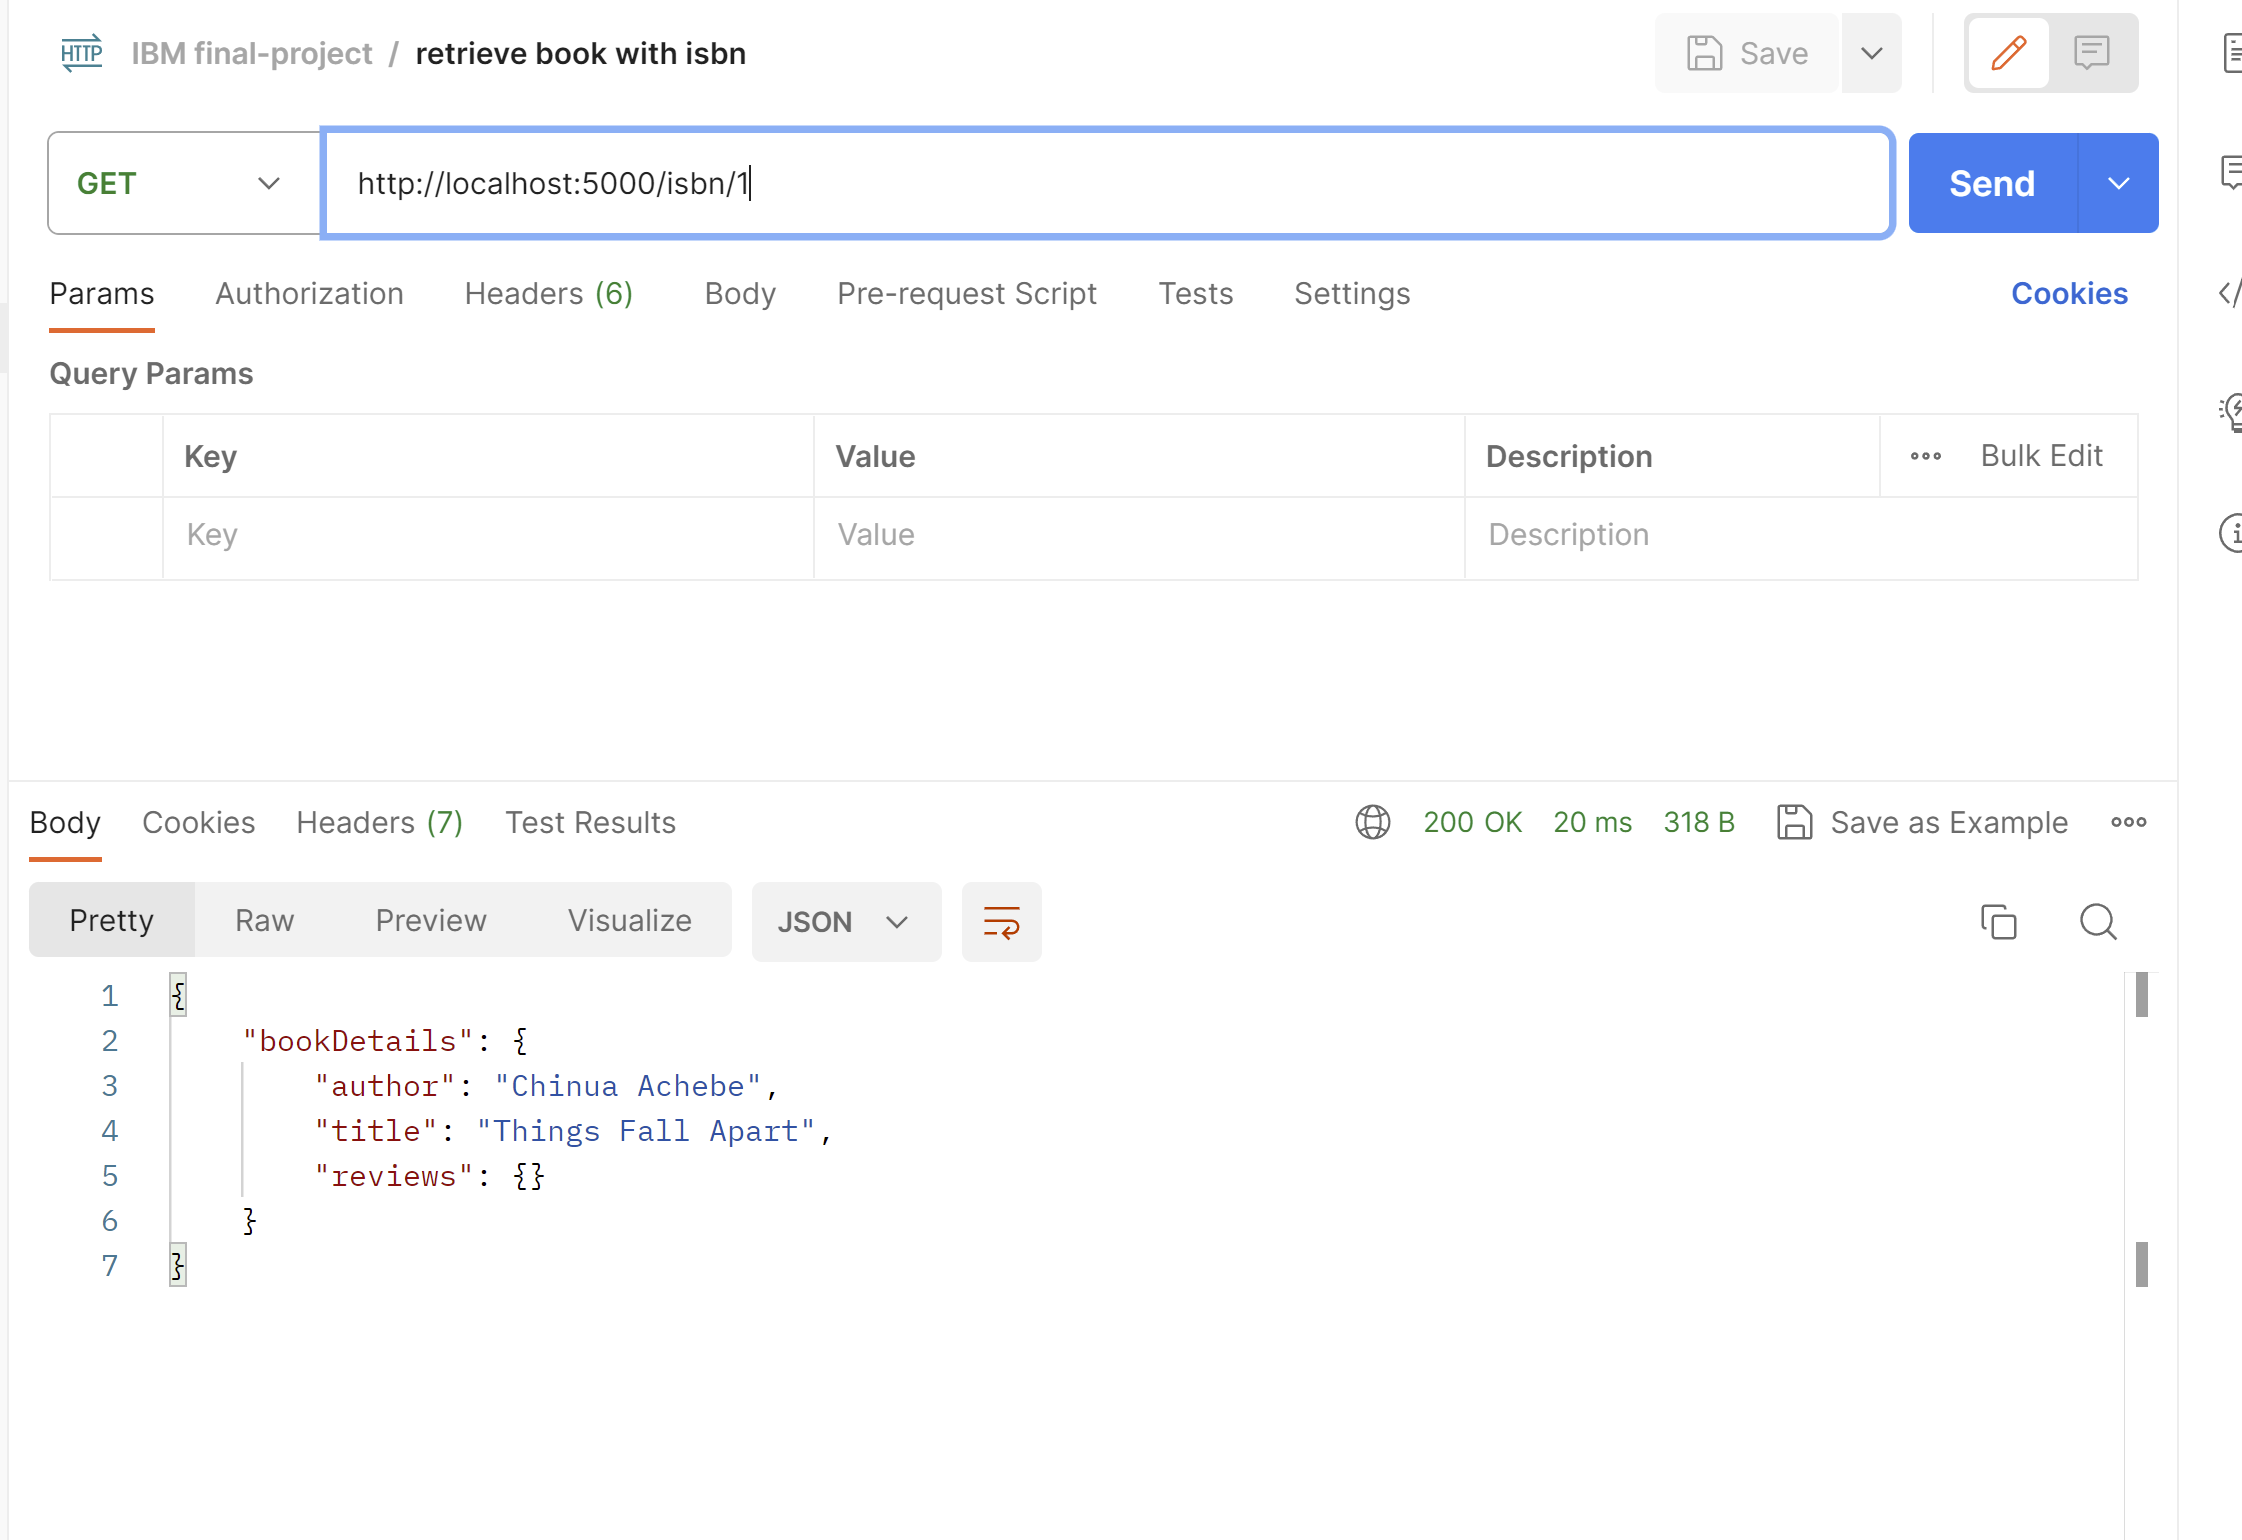 HTTP IBM final-project / retrieve book with isbn Save
GET http://localhost:5000/isbn/1 Send
Params Authorization Headers (6) Body Pre-request Script Tests Settings Cookies
Query Params
Key Value Description Bulk Edit
Key Value Description
Body Cookies Headers (7) Test Results 200 OK 20 ms 318 B Save as Example
Pretty Raw Preview Visualize JSON
1 {
2 "bookDetails": {
3 "author": "Chinua Achebe",
4 "title": "Things Fall Apart",
5 "reviews": {}
6 }
7 }